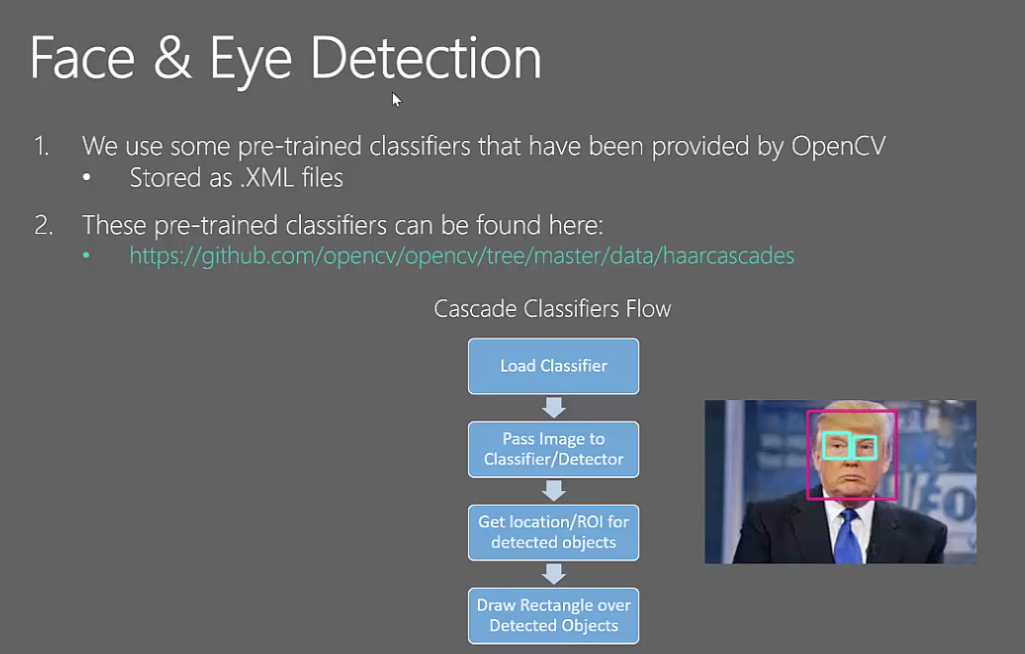 Face & Eye Detection
1. We use some pre-trained classifiers that have been provided by OpenCV
• Stored as .XML files
2. These pre-trained classifiers can be found here:
• https://github.com/opencv/opencv/tree/master/data/haarcascades
Cascade Classifiers Flow
Load Classifier
Pass Image to
Classifier/Detector
Get location/ROI for
detected objects
Draw Rectangle over
Detected Objects